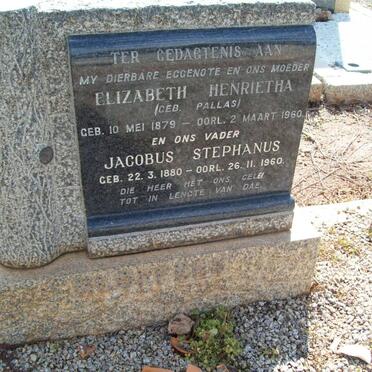 TER GEDAGTENIS AAN
MY DIERBARE EGGENOTE EN ONS MOEDER
ELIZABETH HENRIETHA
(GEB. PALLAS)
GEB. 10 MEI 1879 — OORL. 2 MAART 1960.
EN ONS VADER
JACOBUS STEPHANUS
GEB. 22. 3. 1880 — OORL. 26. 11. 1960.
DIE HEER HET ONS GELEI
TOT IN LENGTE VAN DAE.